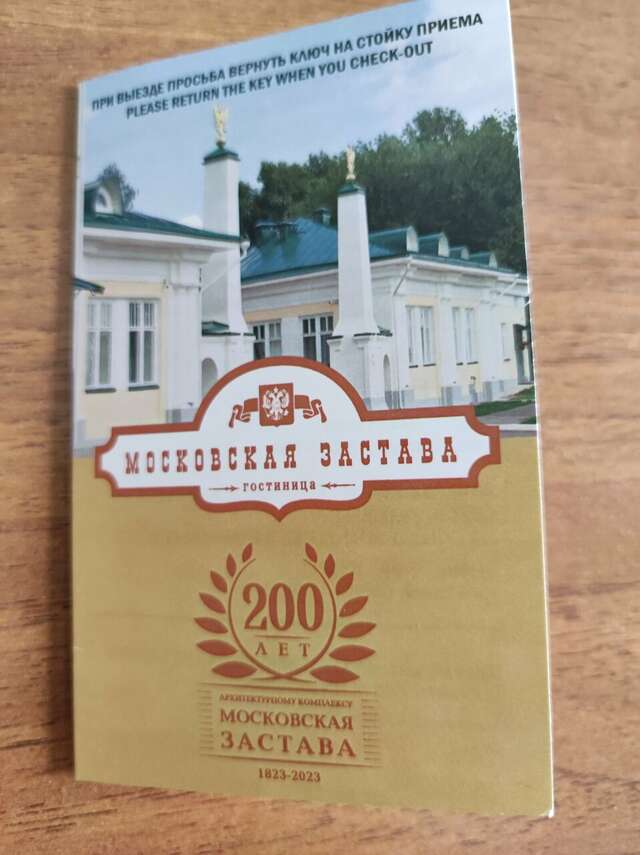 ПРИ ВЫЕЗДЕ ПРОСЬБА ВЕРНУТЬ КЛЮЧ НА СТОЙКУ ПРИЕМА
PLEASE RETURN THE KEY WHEN YOU CHECK-OUT
МОСКОВСКАЯ ЗАСТАВА
ГОСТИНИЦА
200
ЛЕТ
АРХИТЕКТУРНОМУ КОМПЛЕКСУ
МОСКОВСКАЯ
ЗАСТАВА
1823-2023